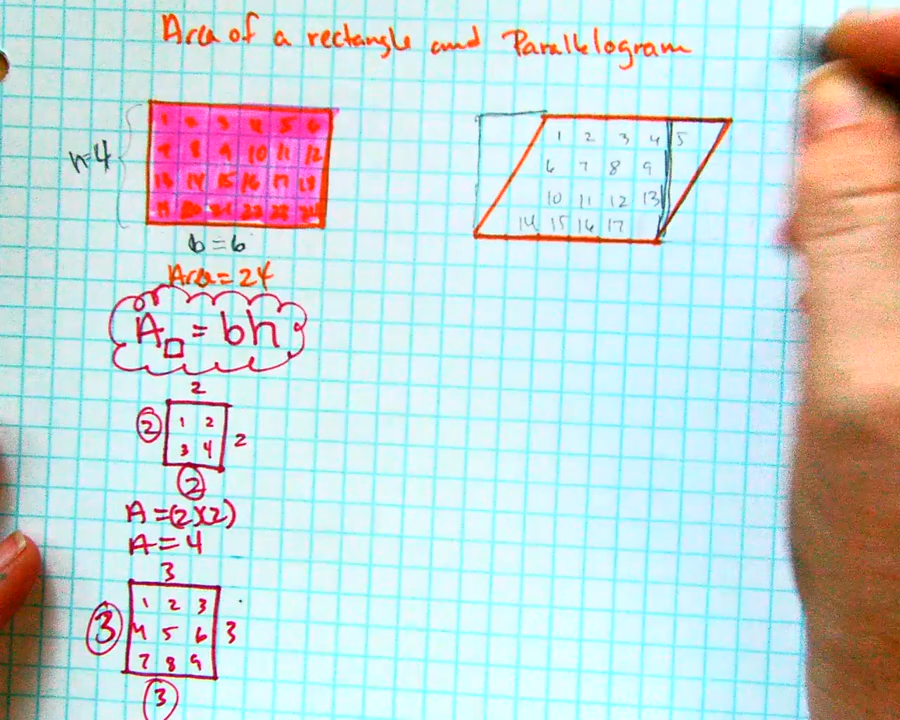 Area of a rectangle and Parallelogram
1 2 3 4 5 6
7 8 9 10 11 12
h=4
13 14 15 16 17 18
19 20 21 22 23 24
b=6
Area=24
A□=bh
2
2
1 2
3 4
2
2
A=(2)(2)
A=4
3
1 2 3
3
4 5 6
3
7 8 9
3
1 2 3 4 5
6 7 8 9
10 11 12 13
14 15 16 17